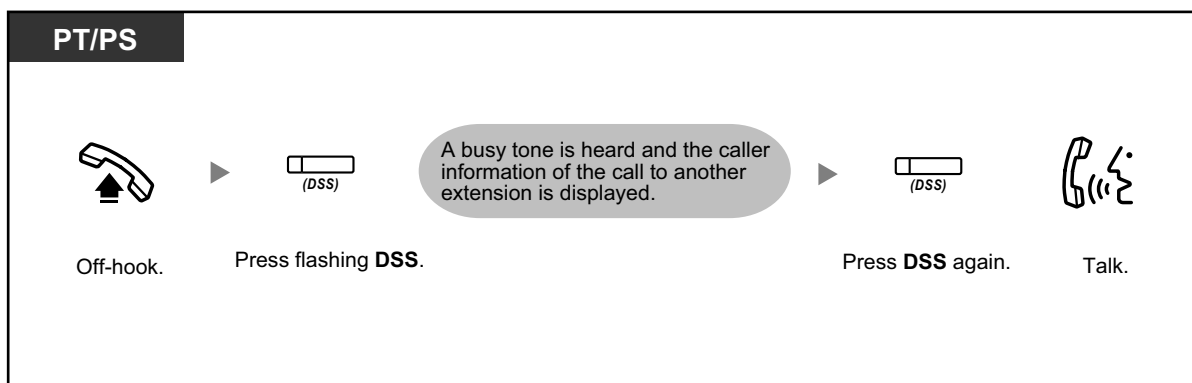 PT/PS
(DSS)
A busy tone is heard and the caller
information of the call to another
extension is displayed.
(DSS)
Off-hook.
Press flashing DSS.
Press DSS again.
Talk.